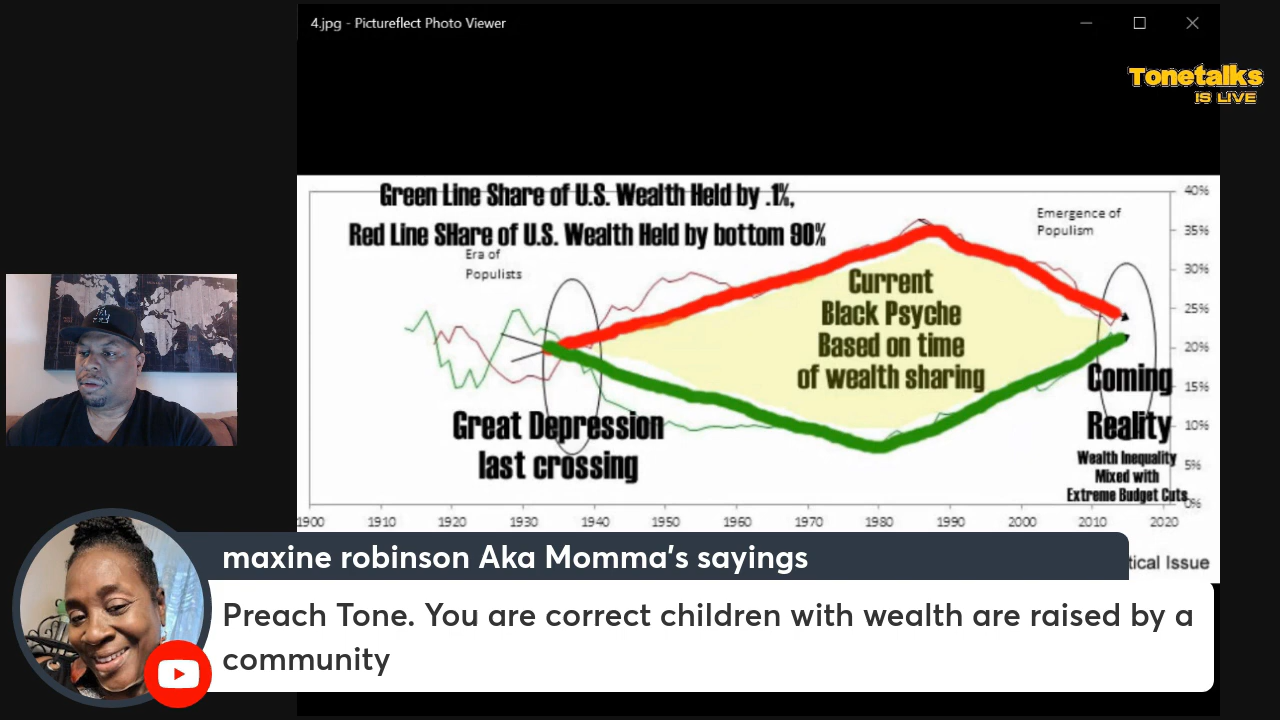 4.jpg - Pictureflect Photo Viewer
Tonetalks
IS LIVE
Green Line Share of U.S. Wealth Held by .1%,
Red Line SHare of U.S. Wealth Held by bottom 90%
Era of
Populists
Emergence of
Populism
40%
35%
30%
25%
20%
15%
10%
5%
0%
Current
Black Psyche
Based on time
of wealth sharing
Great Depression
last crossing
Coming
Reality
Wealth Inequality
Mixed with
Extreme Budget Cuts
1900 1910 1920 1930 1940 1950 1960 1970 1980 1990 2000 2010 2020
tical Issue
maxine robinson Aka Momma's sayings
Preach Tone. You are correct children with wealth are raised by a
community